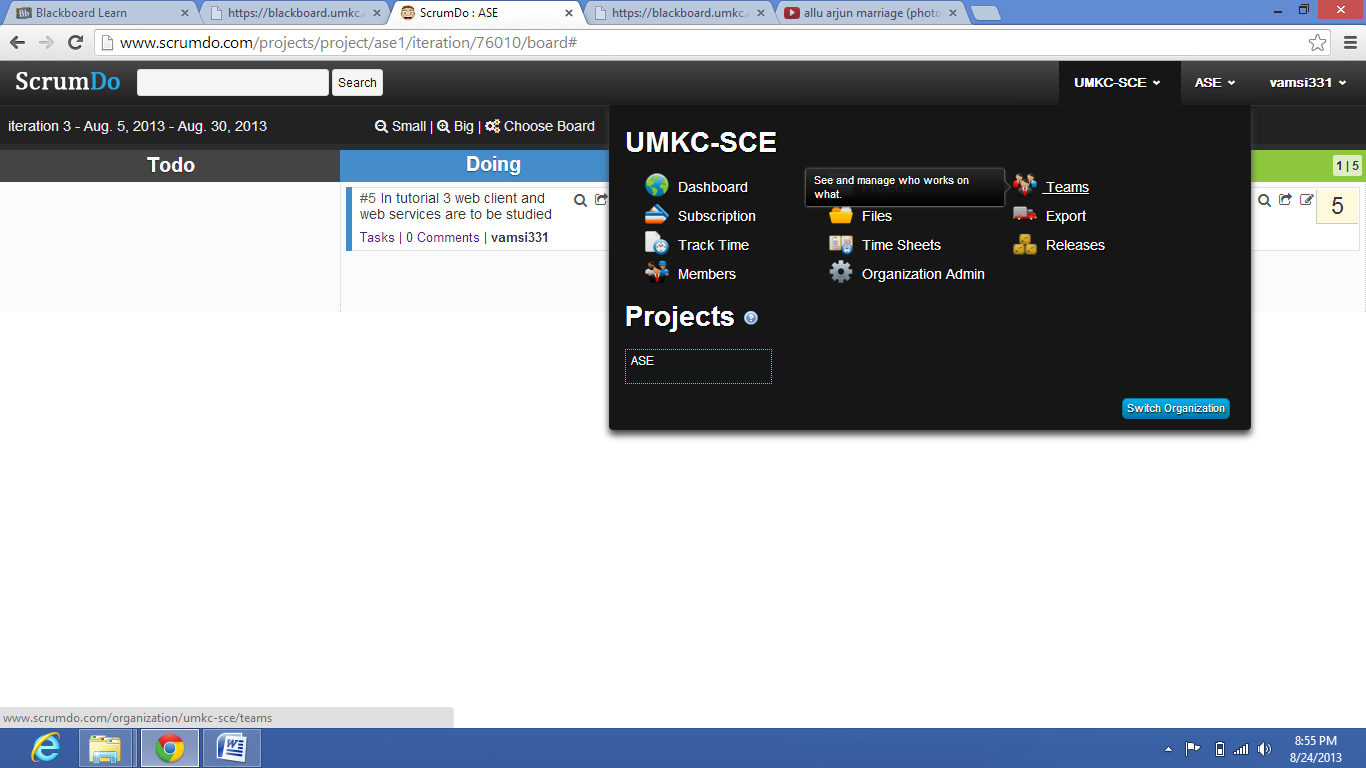 Blackboard Learn
https://blackboard.umkc.
ScrumDo : ASE
https://blackboard.umkc.
allu arjun marriage (photo
www.scrumdo.com/projects/project/ase1/iteration/76010/board#
ScrumDo
Search
UMKC-SCE
ASE
vamsi331
iteration 3 - Aug. 5, 2013 - Aug. 30, 2013
Small | Big | Choose Board
Todo
Doing
1 | 5
#5 In tutorial 3 web client and
web services are to be studied
Tasks | 0 Comments | vamsi331
5
UMKC-SCE
Dashboard
See and manage who works on
what.
Teams
Subscription
Files
Export
Track Time
Time Sheets
Releases
Members
Organization Admin
Projects
ASE
Switch Organization
www.scrumdo.com/organization/umkc-sce/teams
8:55 PM
8/24/2013